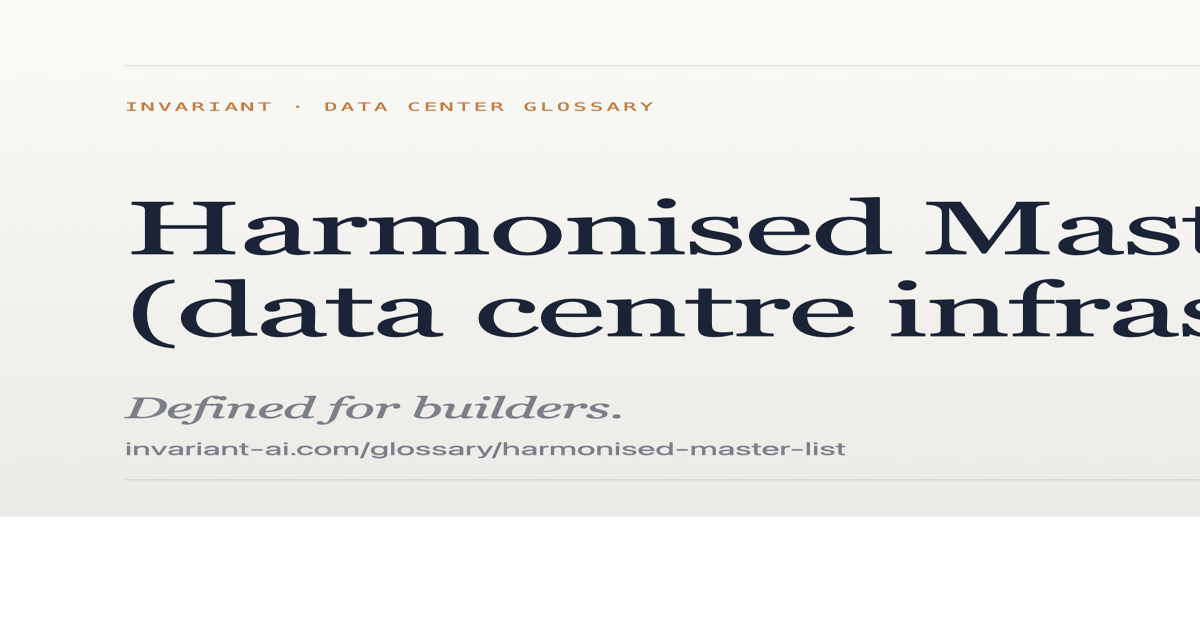 INVARIANT · DATA CENTER GLOSSARY
Harmonised Mast
(data centre infras
Defined for builders.
invariant-ai.com/glossary/harmonised-master-list